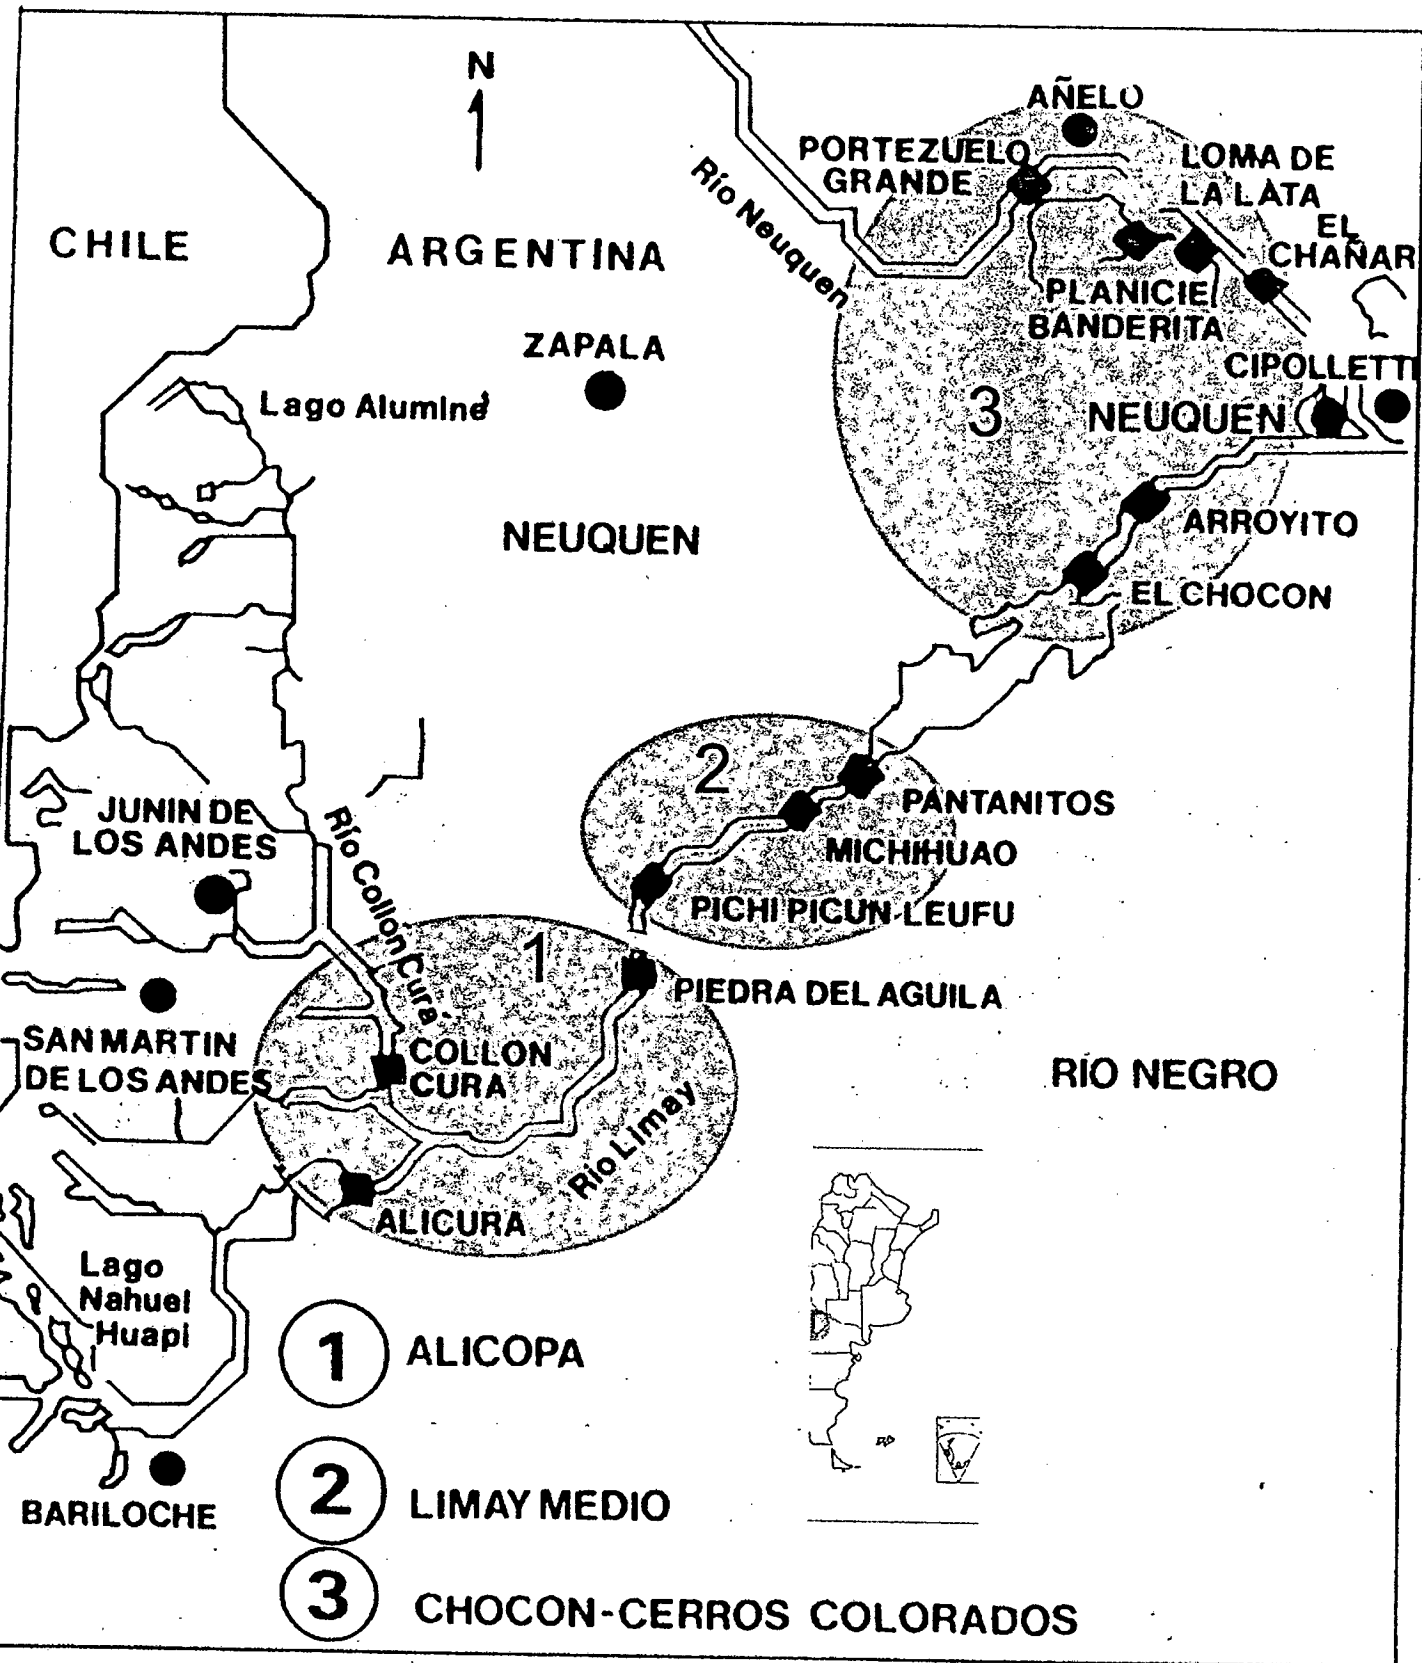 N
AÑELO
PORTEZUELO
GRANDE
LOMA DE
LA LATA
Río Neuquen
EL
CHAÑAR
CHILE
ARGENTINA
PLANICIE
BANDERITA
ZAPALA
CIPOLLETTI
Lago Aluminé
3
NEUQUEN
ARROYITO
NEUQUEN
EL CHOCON
2
PANTANITOS
JUNIN DE
LOS ANDES
Río Collon Curá
MICHIHUAO
PICHI PICUN LEUFU
1
PIEDRA DEL AGUILA
SAN MARTIN
DE LOS ANDES
COLLON
CURA
RÍO NEGRO
Río Limay
ALICURA
Lago
Nahuel
Huapi
1 ALICOPA
2 LIMAY MEDIO
BARILOCHE
3 CHOCON-CERROS COLORADOS